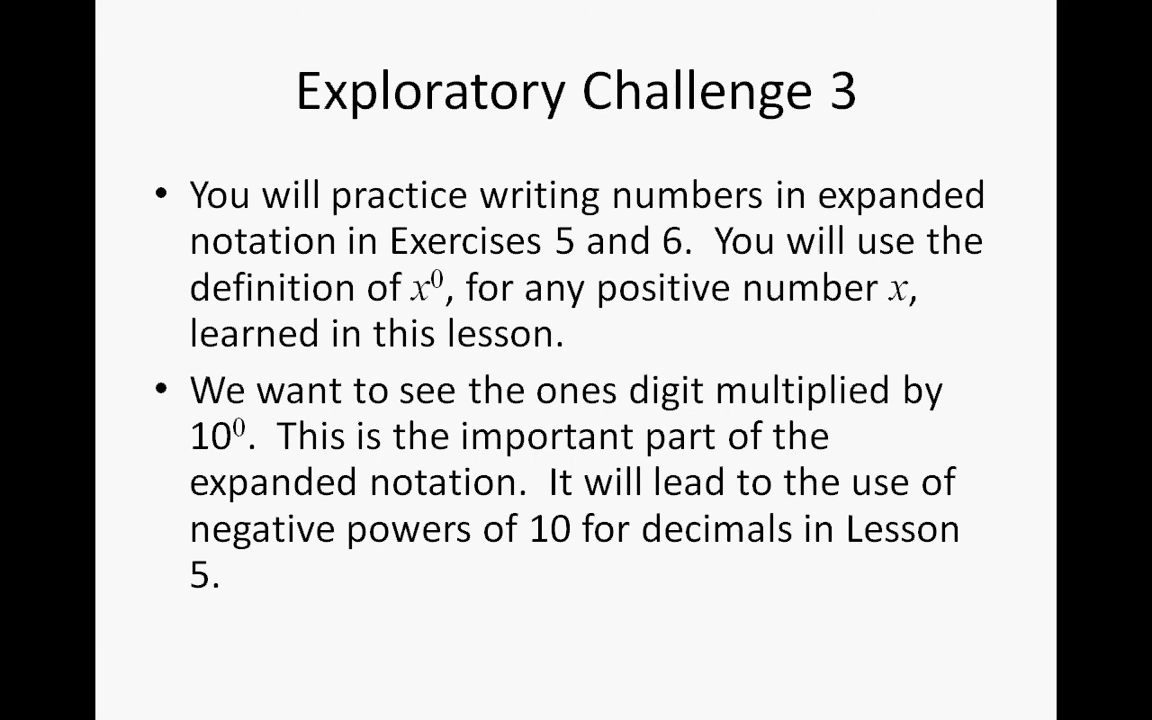 Exploratory Challenge 3
• You will practice writing numbers in expanded
notation in Exercises 5 and 6.  You will use the
definition of x⁰, for any positive number x,
learned in this lesson.
• We want to see the ones digit multiplied by
10⁰.  This is the important part of the
expanded notation.  It will lead to the use of
negative powers of 10 for decimals in Lesson
5.